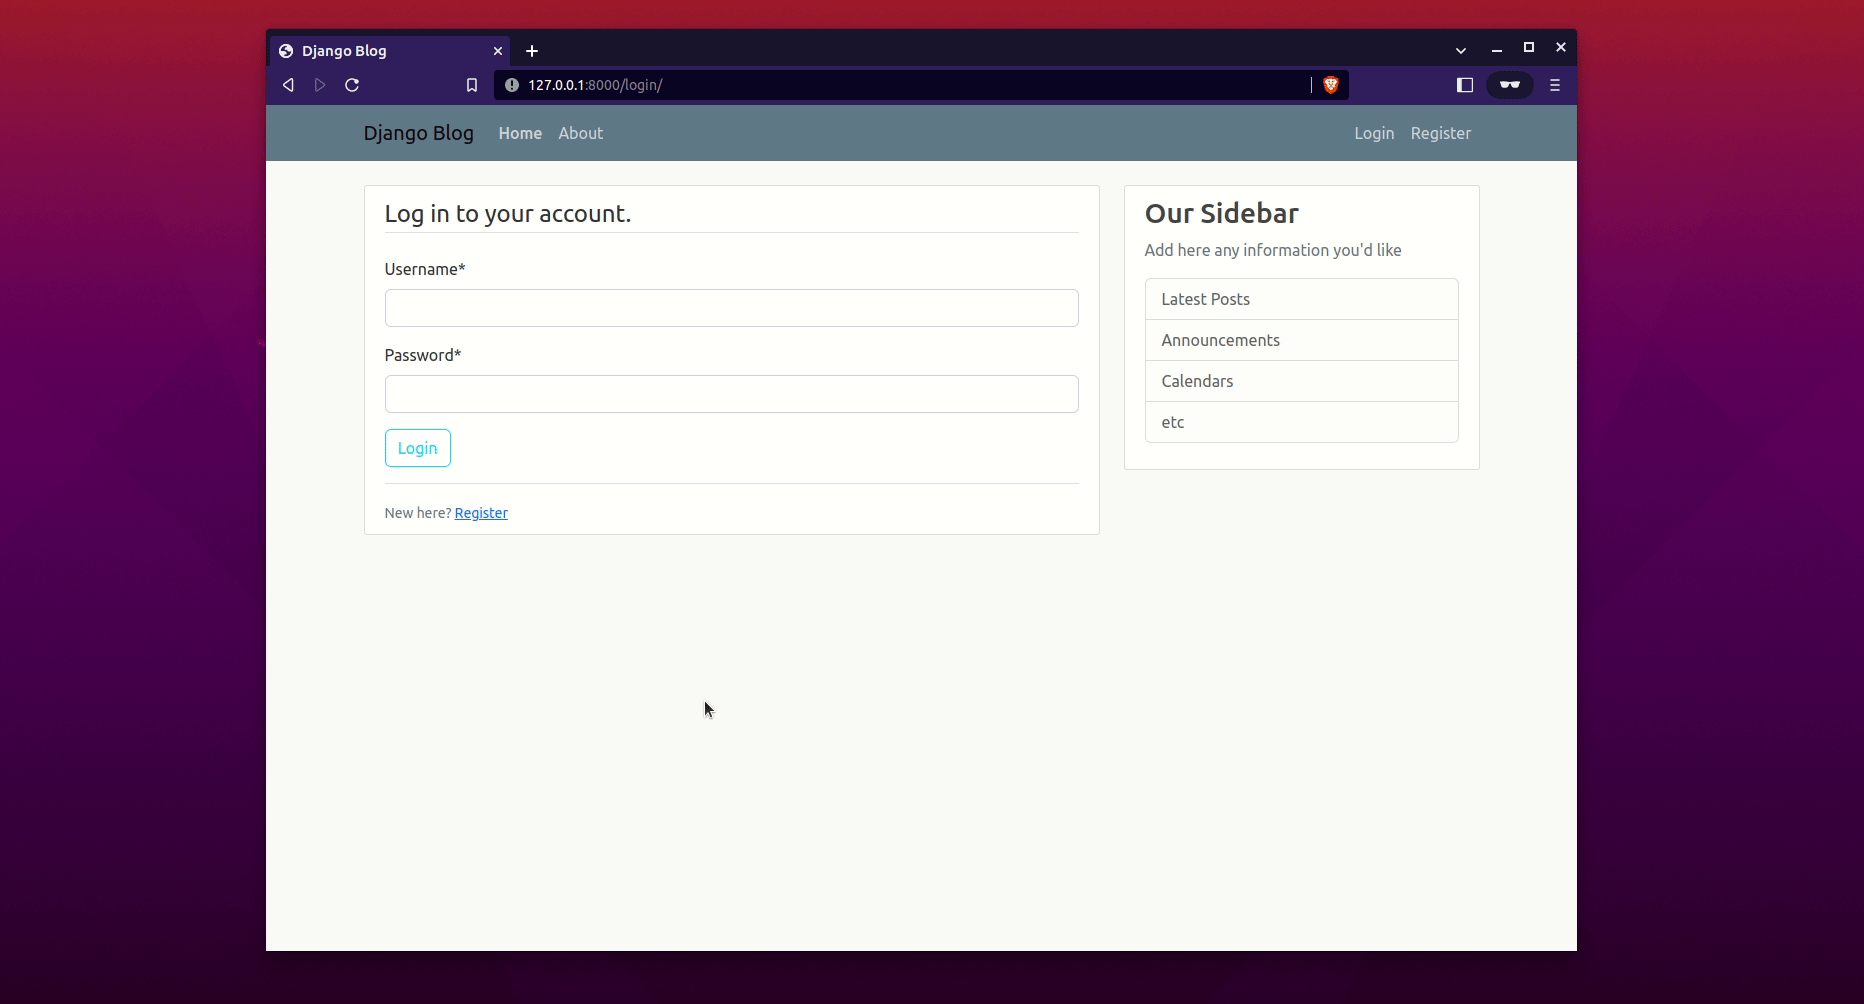 Django Blog
127.0.0.1:8000/login/
Django Blog Home About Login Register
Log in to your account.
Username*
Password*
Login
New here? Register
Our Sidebar
Add here any information you'd like
Latest Posts
Announcements
Calendars
etc